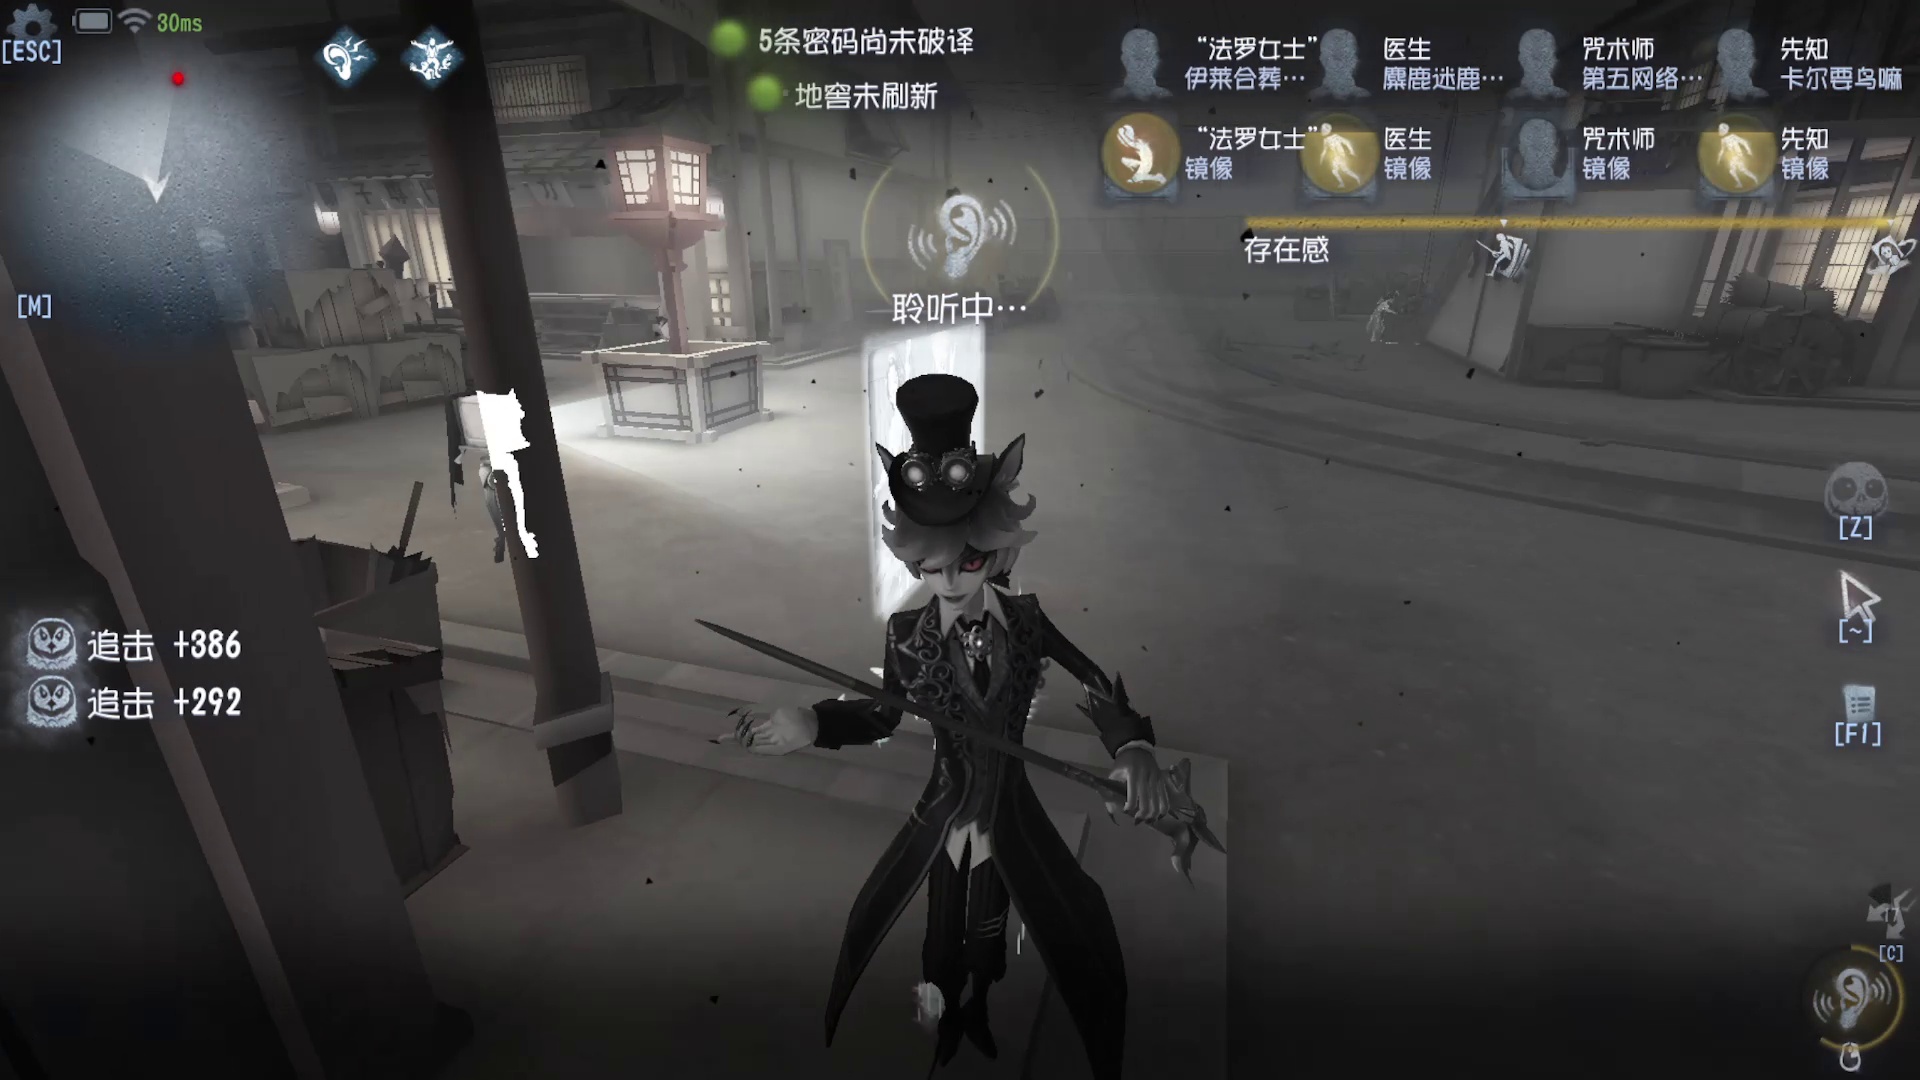 30ms
[ESC]
5条密码尚未破译
地窖未刷新
“法罗女士”
伊莱合葬…
医生
麋鹿迷鹿…
咒术师
第五网络…
先知
卡尔要鸟嘛
“法罗女士”
镜像
医生
镜像
咒术师
镜像
先知
镜像
存在感
聆听中…
[M]
追击 +386
追击 +292
[Z]
[~]
[F1]
17
[C]